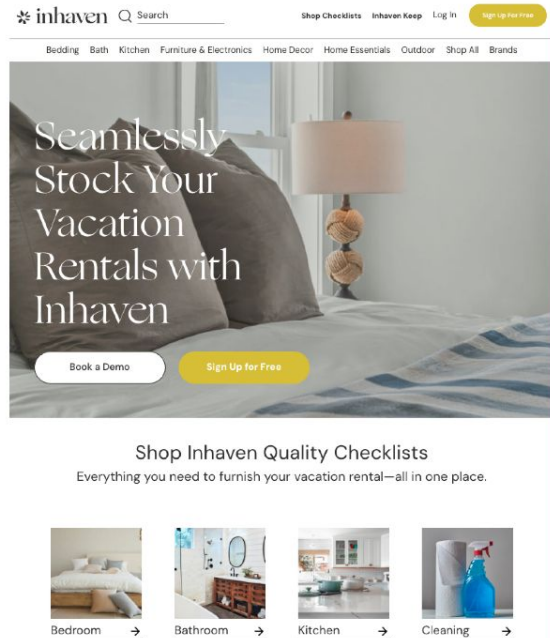 inhaven
Search
Shop Checklists Inhaven Keep Log In Sign Up For Free
Bedding Bath Kitchen Furniture & Electronics Home Decor Home Essentials Outdoor Shop All Brands
Seamlessly
Stock Your
Vacation
Rentals with
Inhaven
Book a Demo Sign Up for Free
Shop Inhaven Quality Checklists
Everything you need to furnish your vacation rental—all in one place.
Bedroom → Bathroom → Kitchen → Cleaning →